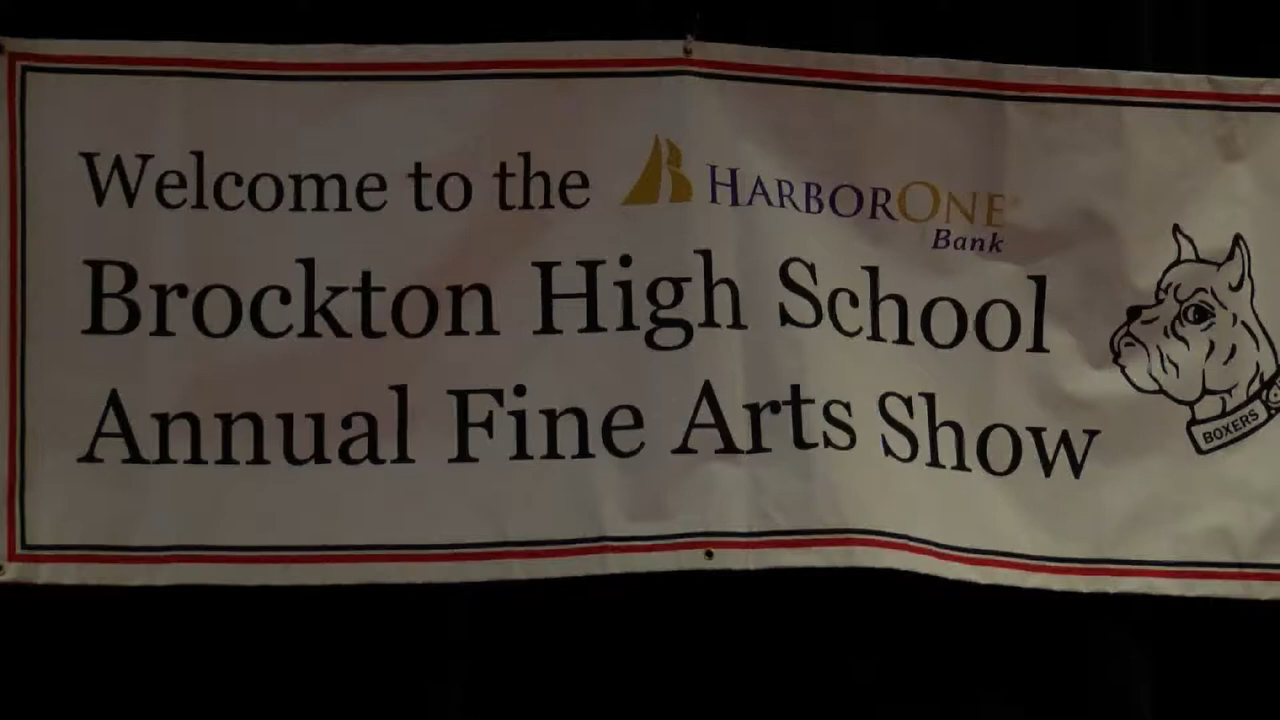 Welcome to the HARBORONE
Bank
Brockton High School
Annual Fine Arts Show
BOXERS